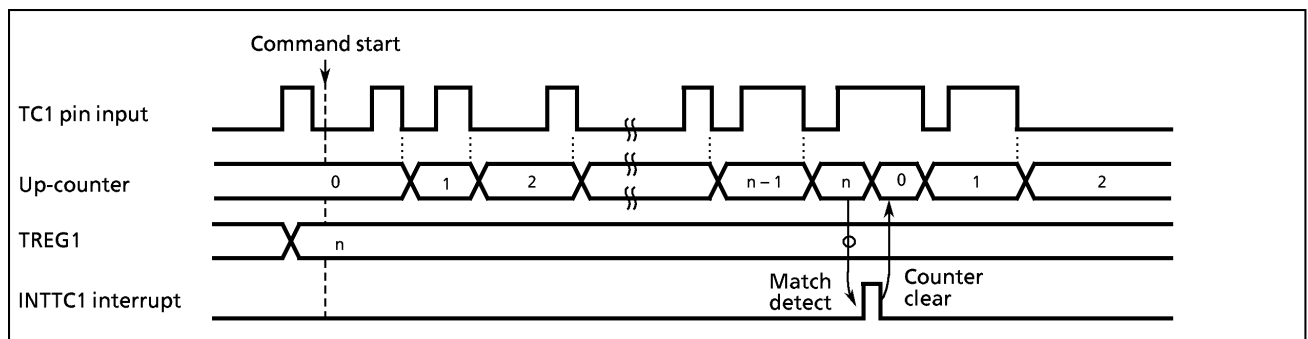 Command start
TC1 pin input
Up-counter
0
1
2
n – 1
n
0
1
2
TREG1
n
Match
detect
Counter
clear
INTTC1 interrupt